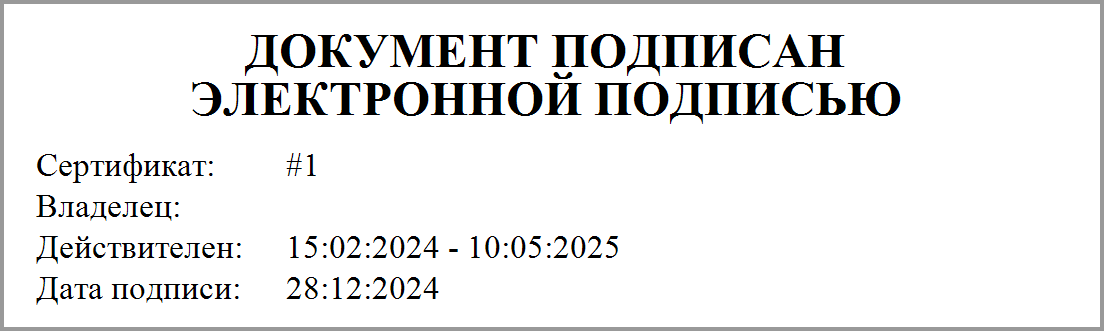 ДОКУМЕНТ ПОДПИСАН
ЭЛЕКТРОННОЙ ПОДПИСЬЮ
Сертификат: #1
Владелец:
Действителен: 15:02:2024 - 10:05:2025
Дата подписи: 28:12:2024